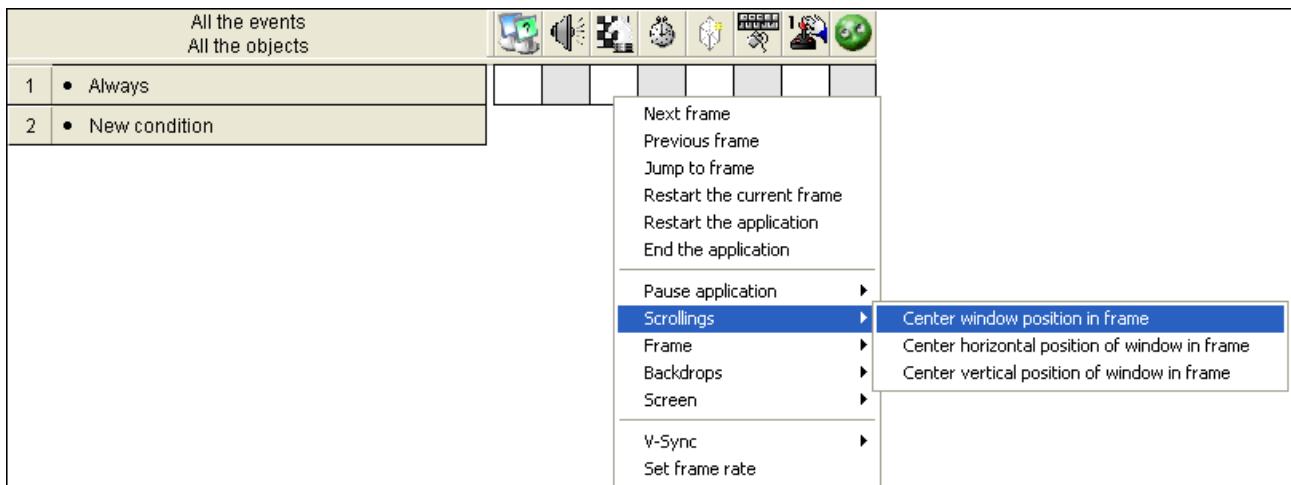 All the events
All the objects
1 • Always
2 • New condition
Next frame
Previous frame
Jump to frame
Restart the current frame
Restart the application
End the application
Pause application
Scrollings
Frame
Backdrops
Screen
V-Sync
Set frame rate
Center window position in frame
Center horizontal position of window in frame
Center vertical position of window in frame